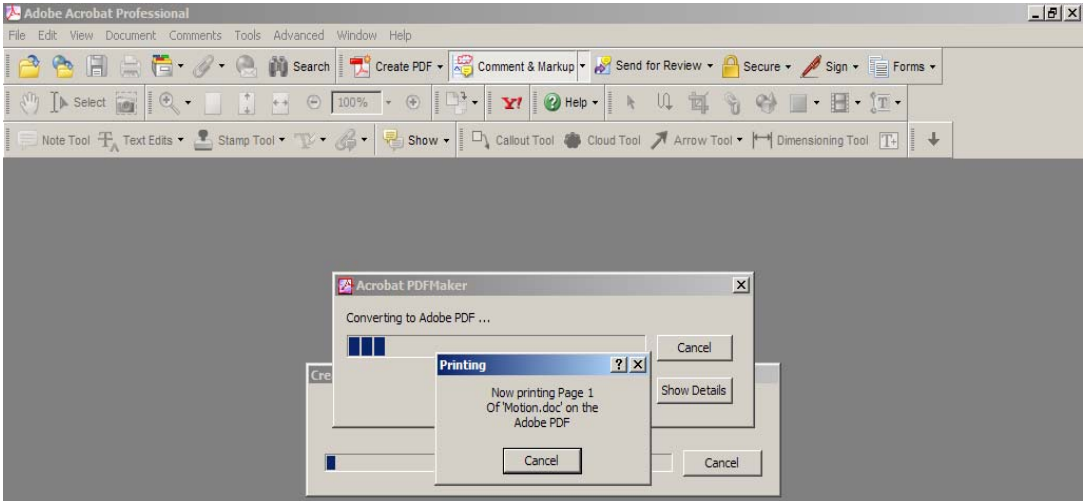 Adobe Acrobat Professional
File Edit View Document Comments Tools Advanced Window Help
Search Create PDF Comment & Markup Send for Review Secure Sign Forms
Select 100% Y! Help
Note Tool Text Edits Stamp Tool Show Callout Tool Cloud Tool Arrow Tool Dimensioning Tool
Acrobat PDFMaker
Converting to Adobe PDF ...
Cancel
Cre
Printing
Show Details
Now printing Page 1
Of 'Motion.doc' on the
Adobe PDF
Cancel
Cancel